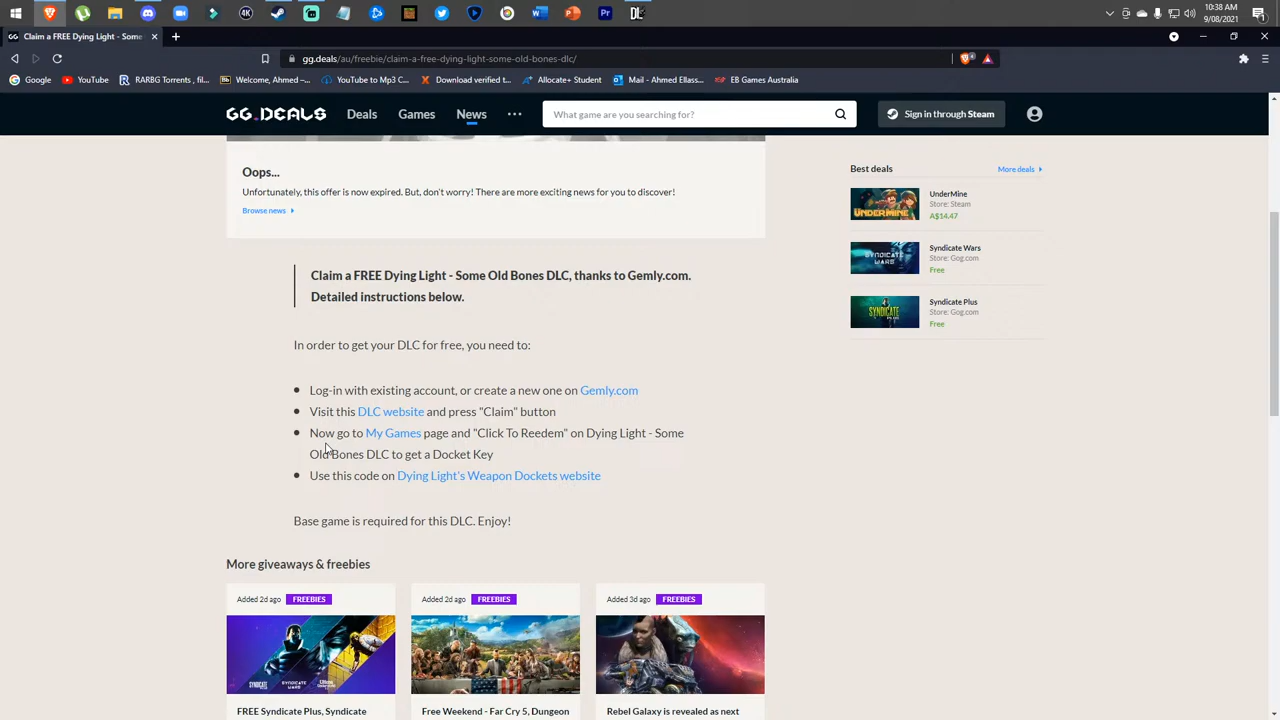 10:38 AM
9/08/2021
Claim a FREE Dying Light - Some
gg.deals/au/freebie/claim-a-free-dying-light-some-old-bones-dlc/
Google
YouTube
RARBG Torrents , fil...
Welcome, Ahmed –...
YouTube to Mp3 C...
Download verified t...
Allocate+ Student
Mail - Ahmed Ellass...
EB Games Australia
GG.DEALS
Deals
Games
News
What game are you searching for?
Sign in through Steam
Oops...
Unfortunately, this offer is now expired. But, don't worry! There are more exciting news for you to discover!
Browse news
Best deals
More deals
UnderMine
Store: Steam
A$14.47
Syndicate Wars
Store: Gog.com
Free
Syndicate Plus
Store: Gog.com
Free
Claim a FREE Dying Light - Some Old Bones DLC, thanks to Gemly.com.
Detailed instructions below.
In order to get your DLC for free, you need to:
Log-in with existing account, or create a new one on Gemly.com
Visit this DLC website and press "Claim" button
Now go to My Games page and "Click To Reedem" on Dying Light - Some
Old Bones DLC to get a Docket Key
Use this code on Dying Light's Weapon Dockets website
Base game is required for this DLC. Enjoy!
More giveaways & freebies
Added 2d ago FREEBIES
Added 2d ago FREEBIES
Added 3d ago FREEBIES
SYNDICATE
SYNDICATE WARS
FREE Syndicate Plus, Syndicate
Free Weekend - Far Cry 5, Dungeon
Rebel Galaxy is revealed as next